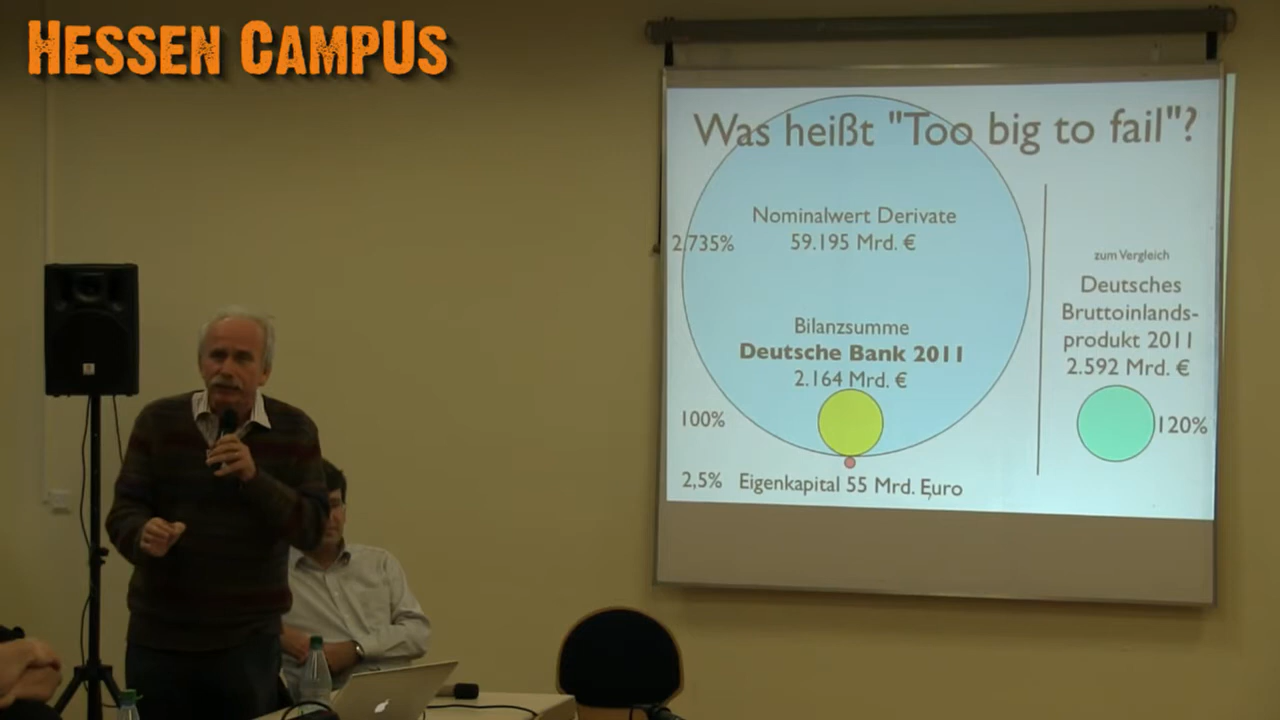 HESSEN CAMPUS
Was heißt "Too big to fail"?
Nominalwert Derivate
2.735%
59.195 Mrd. €
zum Vergleich
Deutsches
Bruttoinlands-
produkt 2011
2.592 Mrd. €
120%
Bilanzsumme
Deutsche Bank 2011
2.164 Mrd. €
100%
2,5%
Eigenkapital 55 Mrd. Euro